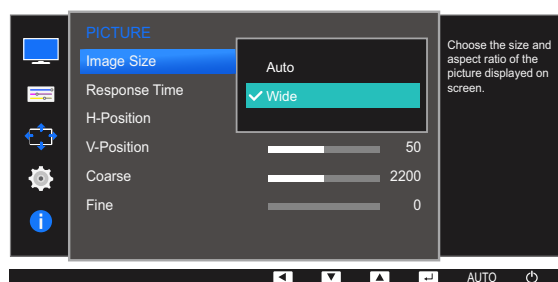 PICTURE
Image Size
Response Time
H-Position
V-Position
50
Coarse
2200
Fine
0
Auto
Wide
Choose the size and
aspect ratio of the
picture displayed on
screen.
AUTO